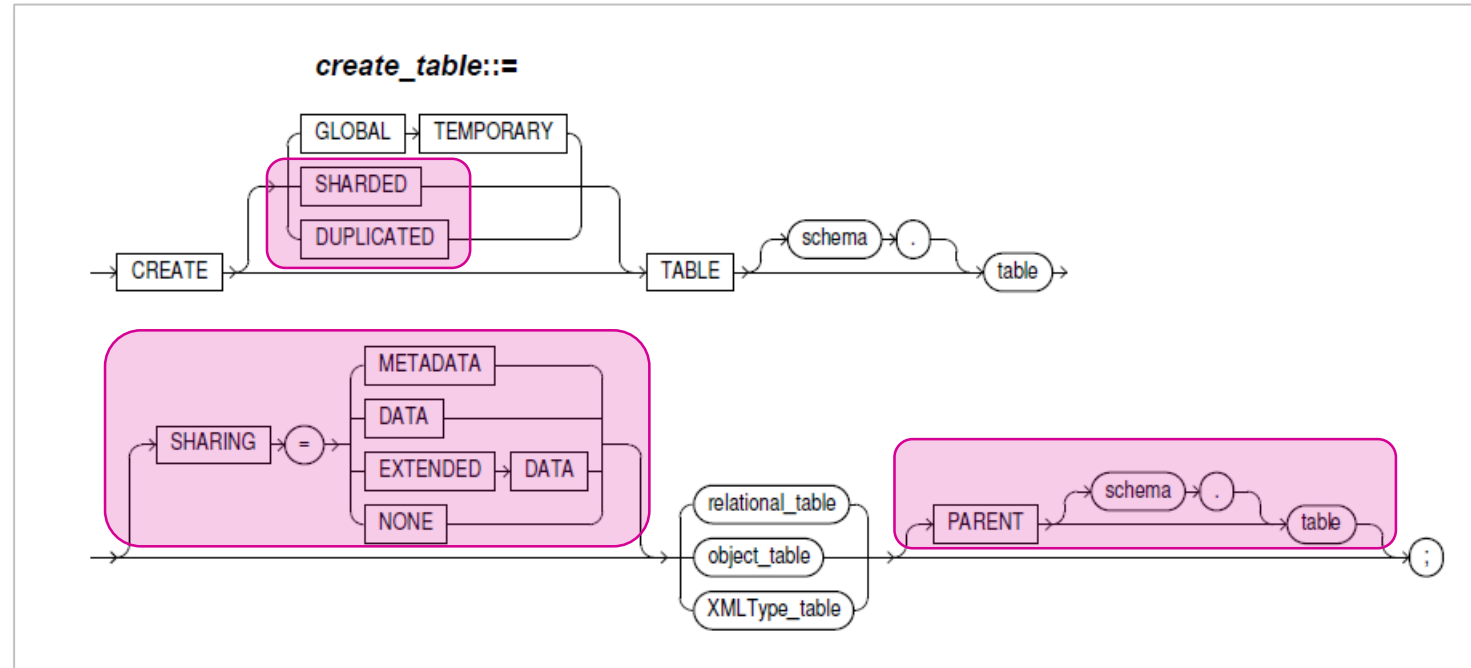 create_table::=
GLOBAL TEMPORARY
SHARDED
DUPLICATED
schema .
CREATE TABLE table
METADATA
DATA
SHARING =
EXTENDED DATA
NONE
schema .
relational_table
PARENT table
object_table ;
XMLType_table